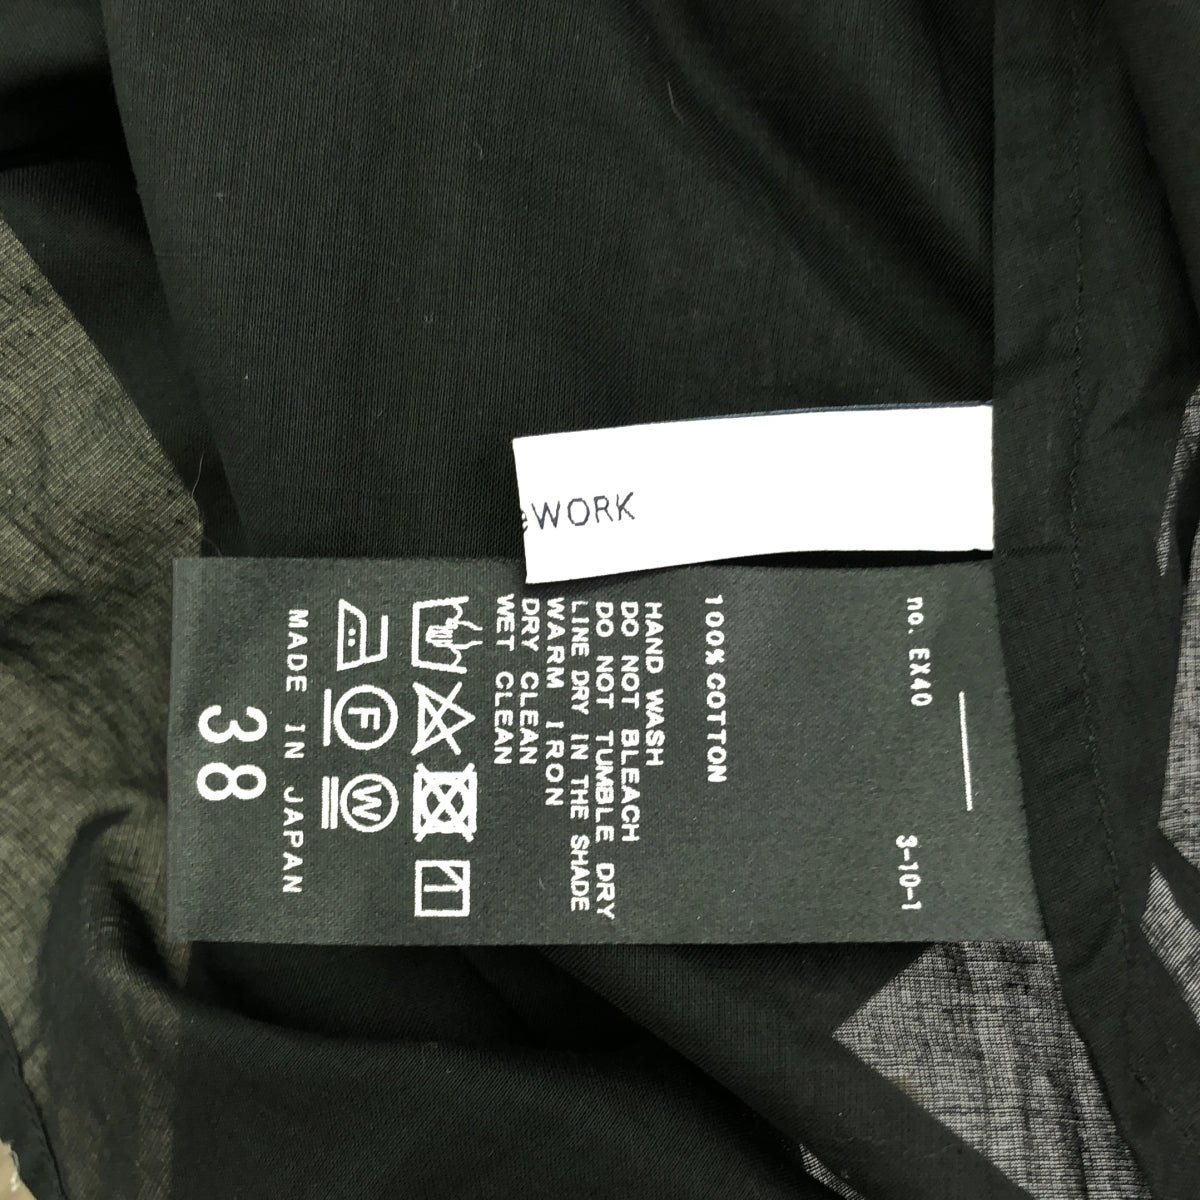 WORK
no. EX40
3-10-1
100% COTTON
HAND WASH
DO NOT BLEACH
DO NOT TUMBLE DRY
LINE DRY IN THE SHADE
WARM IRON
DRY CLEAN
WET CLEAN
F
W
MADE IN JAPAN
38